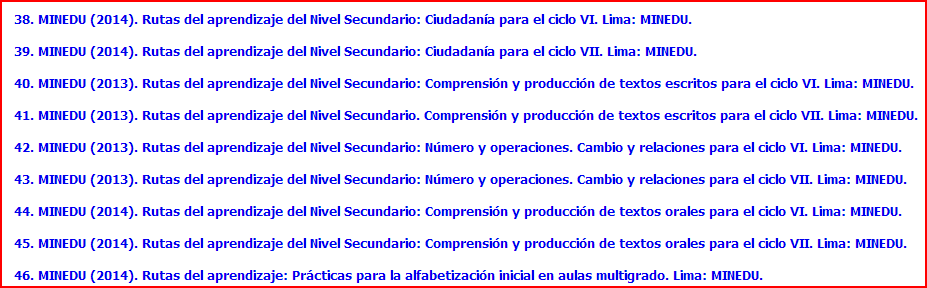 38. MINEDU (2014). Rutas del aprendizaje del Nivel Secundario: Ciudadanía para el ciclo VI. Lima: MINEDU.
39. MINEDU (2014). Rutas del aprendizaje del Nivel Secundario: Ciudadanía para el ciclo VII. Lima: MINEDU.
40. MINEDU (2013). Rutas del aprendizaje del Nivel Secundario: Comprensión y producción de textos escritos para el ciclo VI. Lima: MINEDU.
41. MINEDU (2013). Rutas del aprendizaje del Nivel Secundario. Comprensión y producción de textos escritos para el ciclo VII. Lima: MINEDU.
42. MINEDU (2013). Rutas del aprendizaje del Nivel Secundario: Número y operaciones. Cambio y relaciones para el ciclo VI. Lima: MINEDU.
43. MINEDU (2013). Rutas del aprendizaje del Nivel Secundario: Número y operaciones. Cambio y relaciones para el ciclo VII. Lima: MINEDU.
44. MINEDU (2014). Rutas del aprendizaje del Nivel Secundario: Comprensión y producción de textos orales para el ciclo VI. Lima: MINEDU.
45. MINEDU (2014). Rutas del aprendizaje del Nivel Secundario: Comprensión y producción de textos orales para el ciclo VII. Lima: MINEDU.
46. MINEDU (2014). Rutas del aprendizaje: Prácticas para la alfabetización inicial en aulas multigrado. Lima: MINEDU.